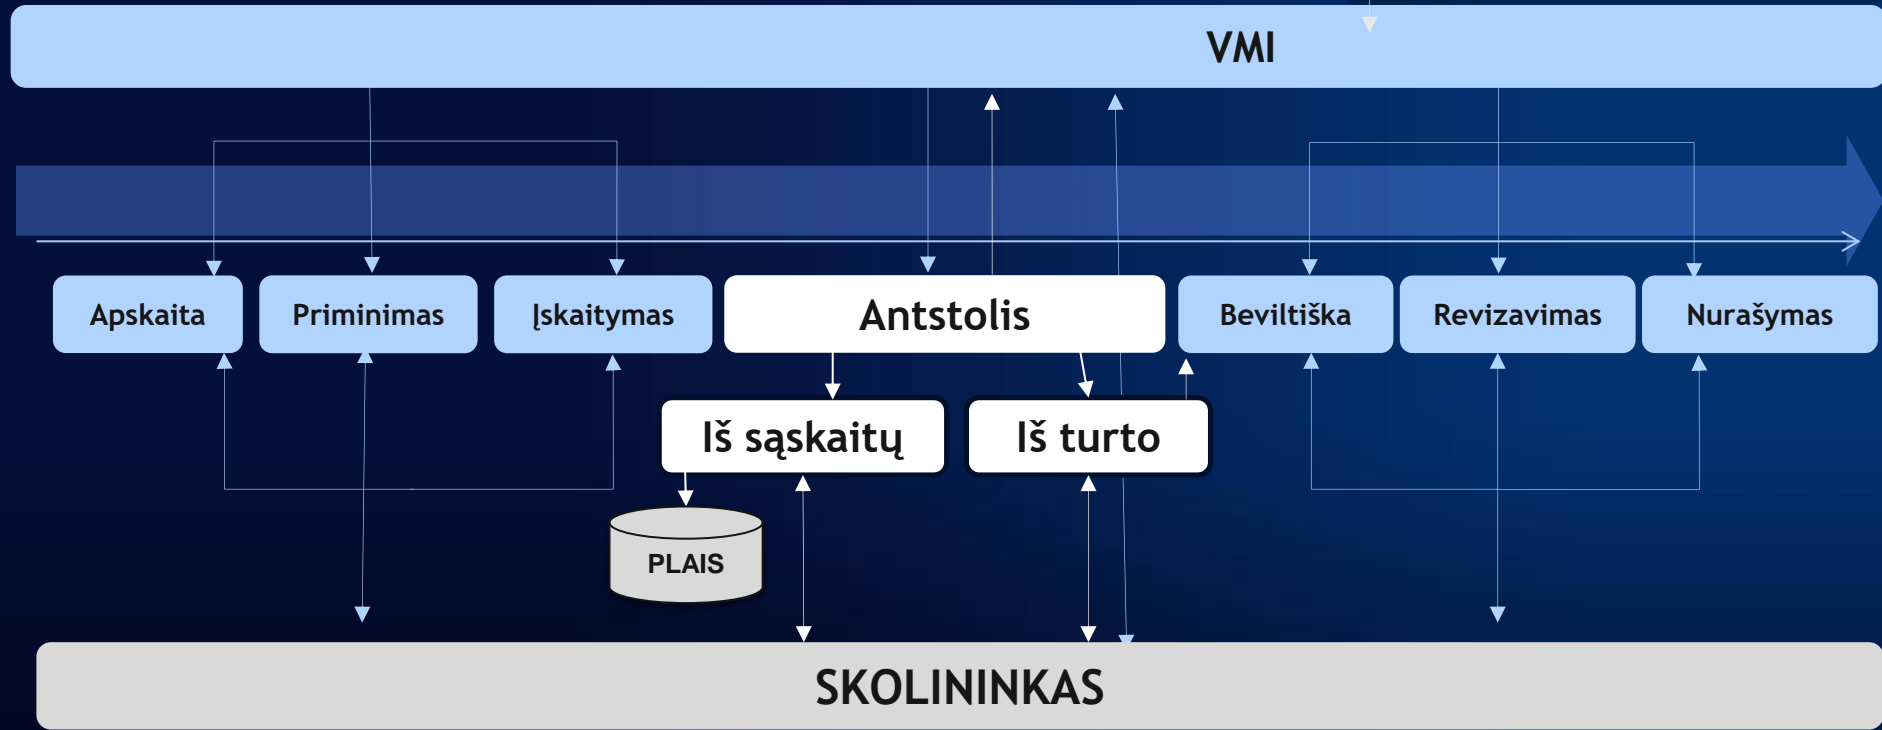 VMI
Apskaita
Priminimas
Įskaitymas
Antstolis
Beviltiška
Revizavimas
Nurašymas
Iš sąskaitų
Iš turto
PLAIS
SKOLININKAS